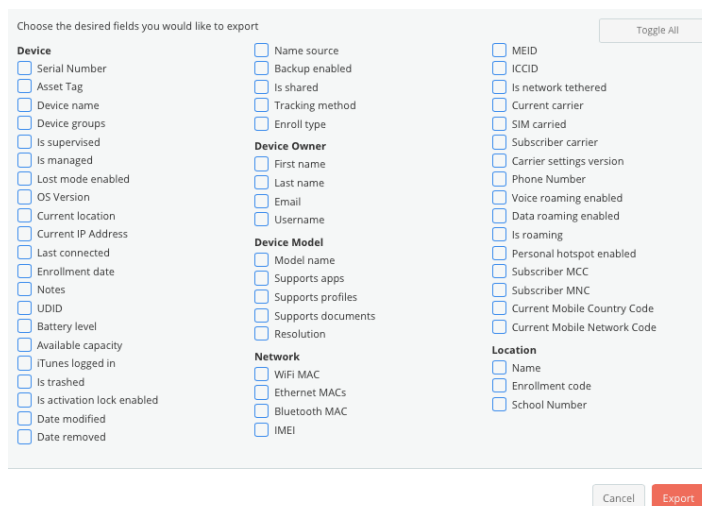 Choose the desired fields you would like to export
Toggle All
Device
Serial Number
Asset Tag
Device name
Device groups
Is supervised
Is managed
Lost mode enabled
OS Version
Current location
Current IP Address
Last connected
Enrollment date
Notes
UDID
Battery level
Available capacity
iTunes logged in
Is trashed
Is activation lock enabled
Date modified
Date removed
Name source
Backup enabled
Is shared
Tracking method
Enroll type
Device Owner
First name
Last name
Email
Username
Device Model
Model name
Supports apps
Supports profiles
Supports documents
Resolution
Network
WiFi MAC
Ethernet MACs
Bluetooth MAC
IMEI
MEID
ICCID
Is network tethered
Current carrier
SIM carried
Subscriber carrier
Carrier settings version
Phone Number
Voice roaming enabled
Data roaming enabled
Is roaming
Personal hotspot enabled
Subscriber MCC
Subscriber MNC
Current Mobile Country Code
Current Mobile Network Code
Location
Name
Enrollment code
School Number
Cancel
Export